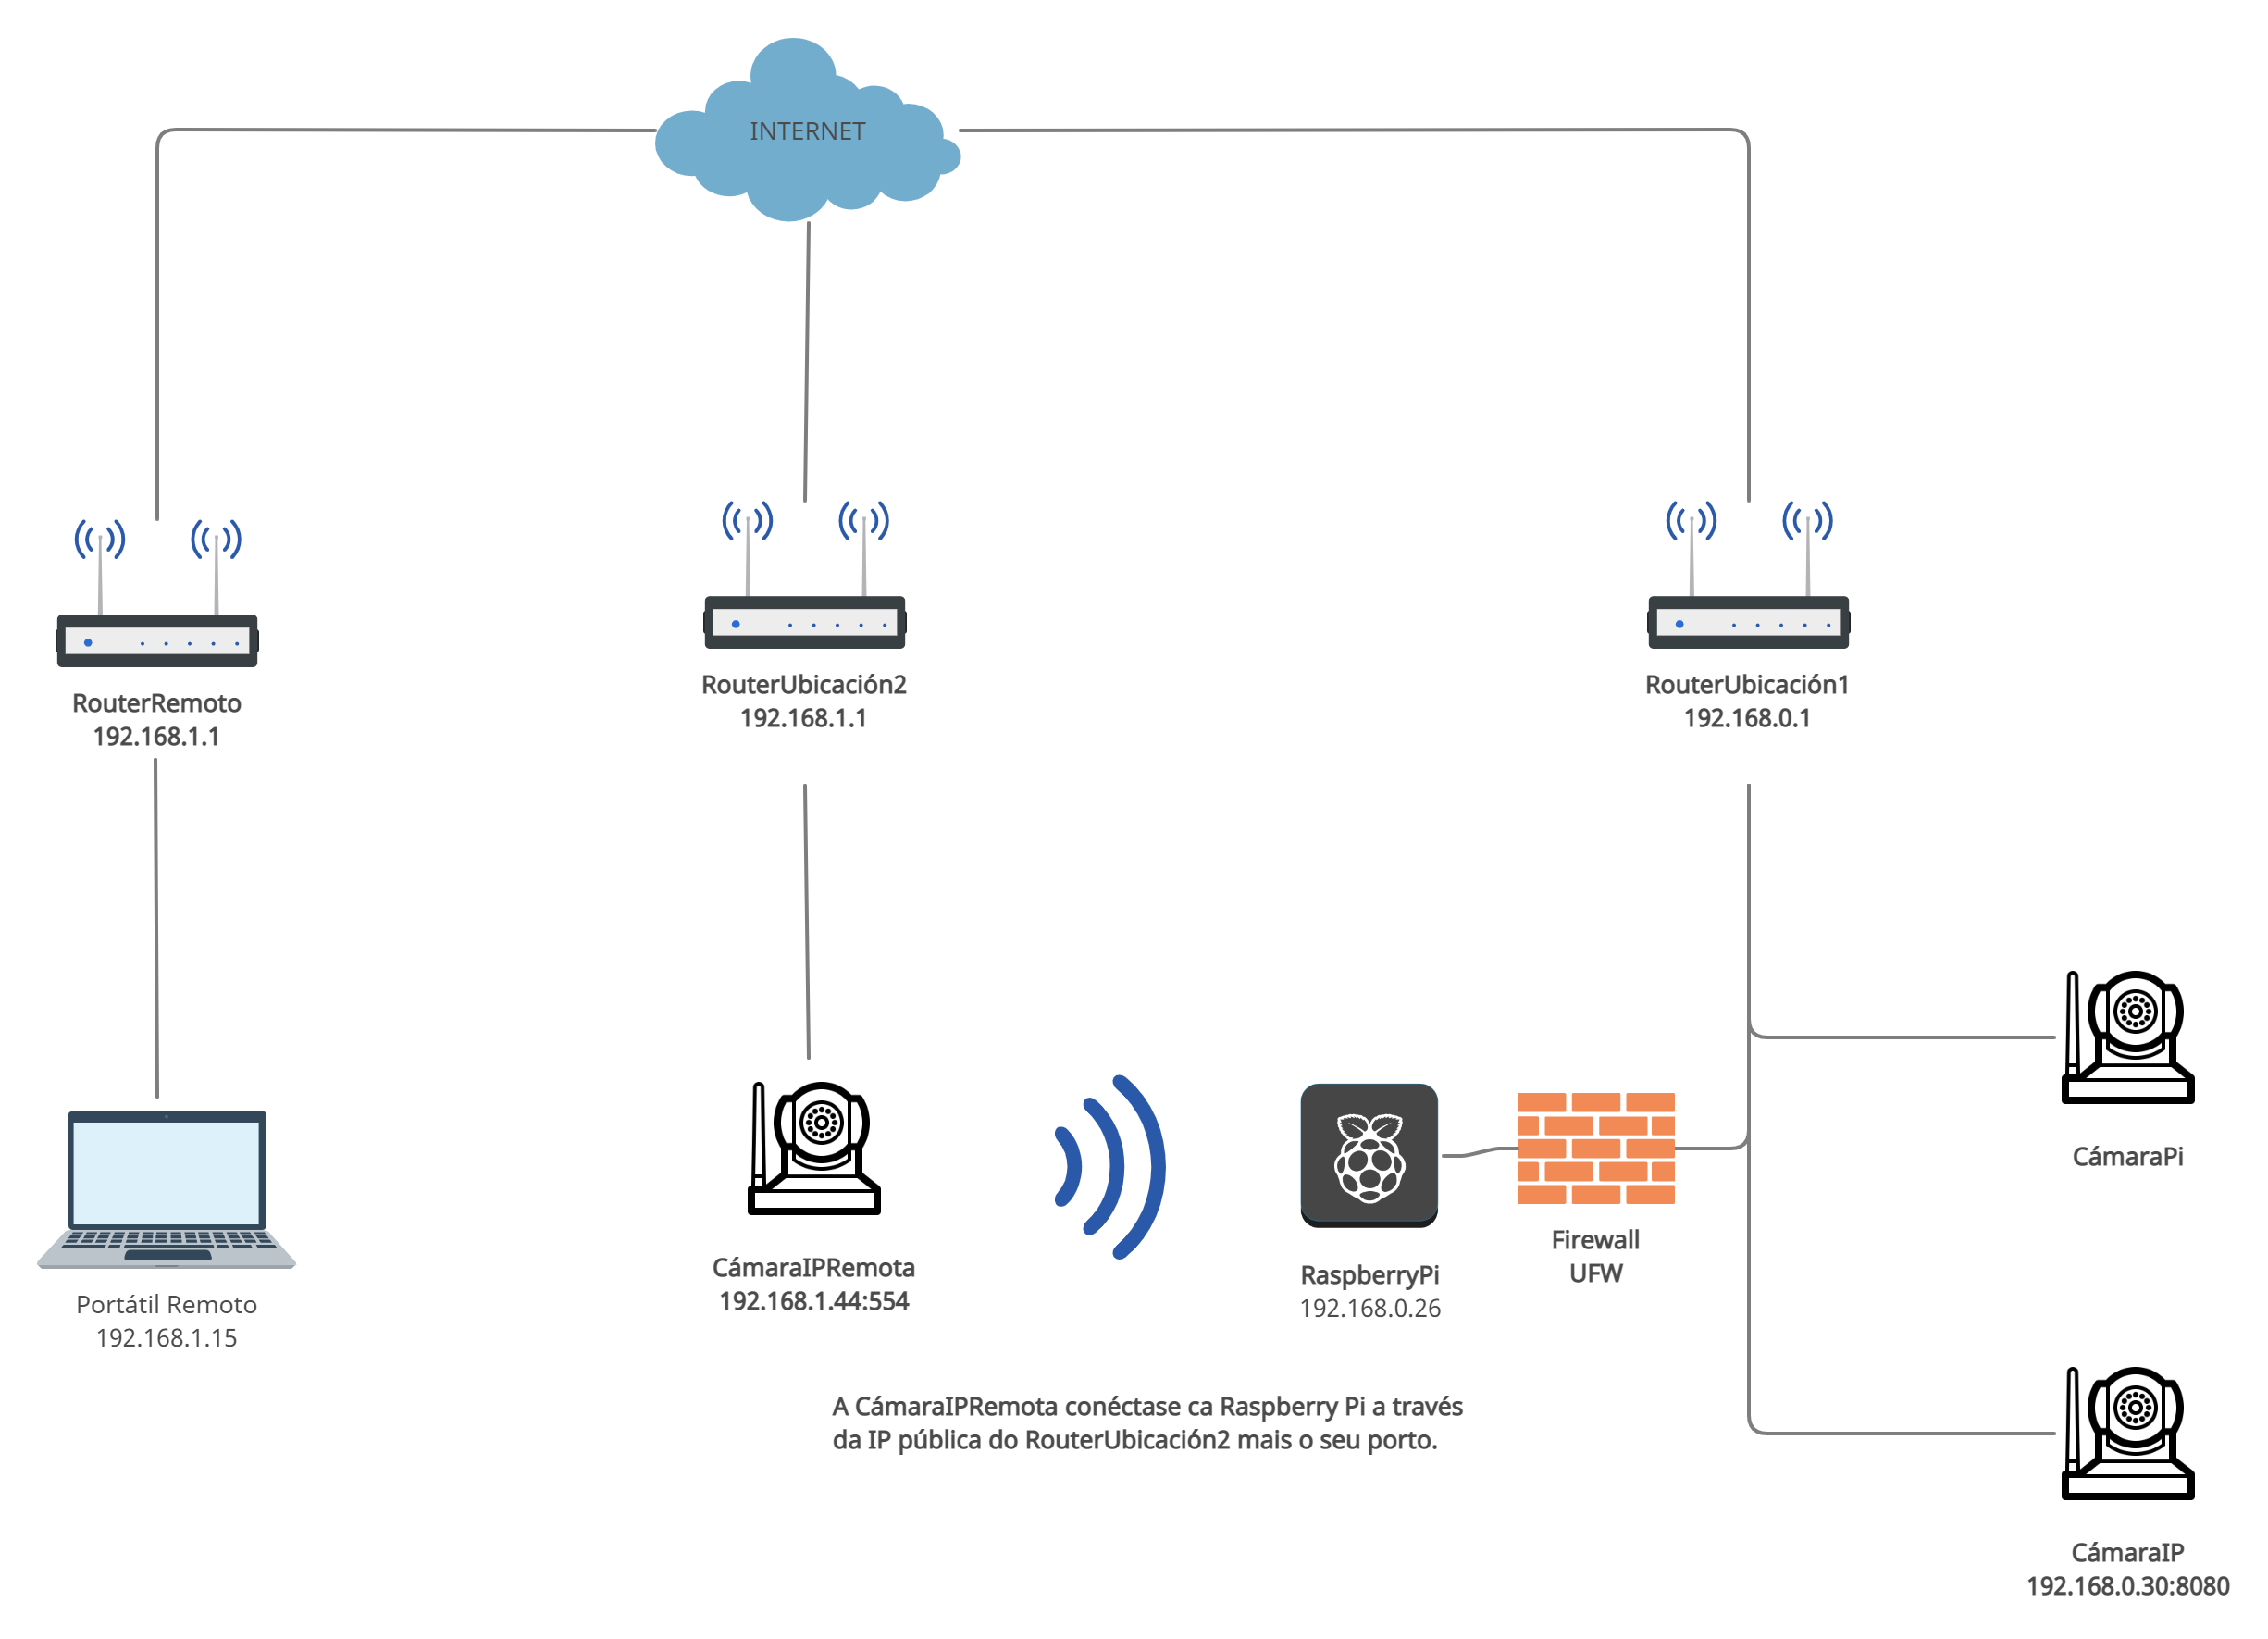 INTERNET
RouterRemoto
192.168.1.1
RouterUbicación2
192.168.1.1
RouterUbicación1
192.168.0.1
CámaraPi
Portátil Remoto
192.168.1.15
CámaraIPRemota
192.168.1.44:554
RaspberryPi
192.168.0.26
Firewall
UFW
A CámaraIPRemota conéctase ca Raspberry Pi a través
da IP pública do RouterUbicación2 mais o seu porto.
CámaraIP
192.168.0.30:8080